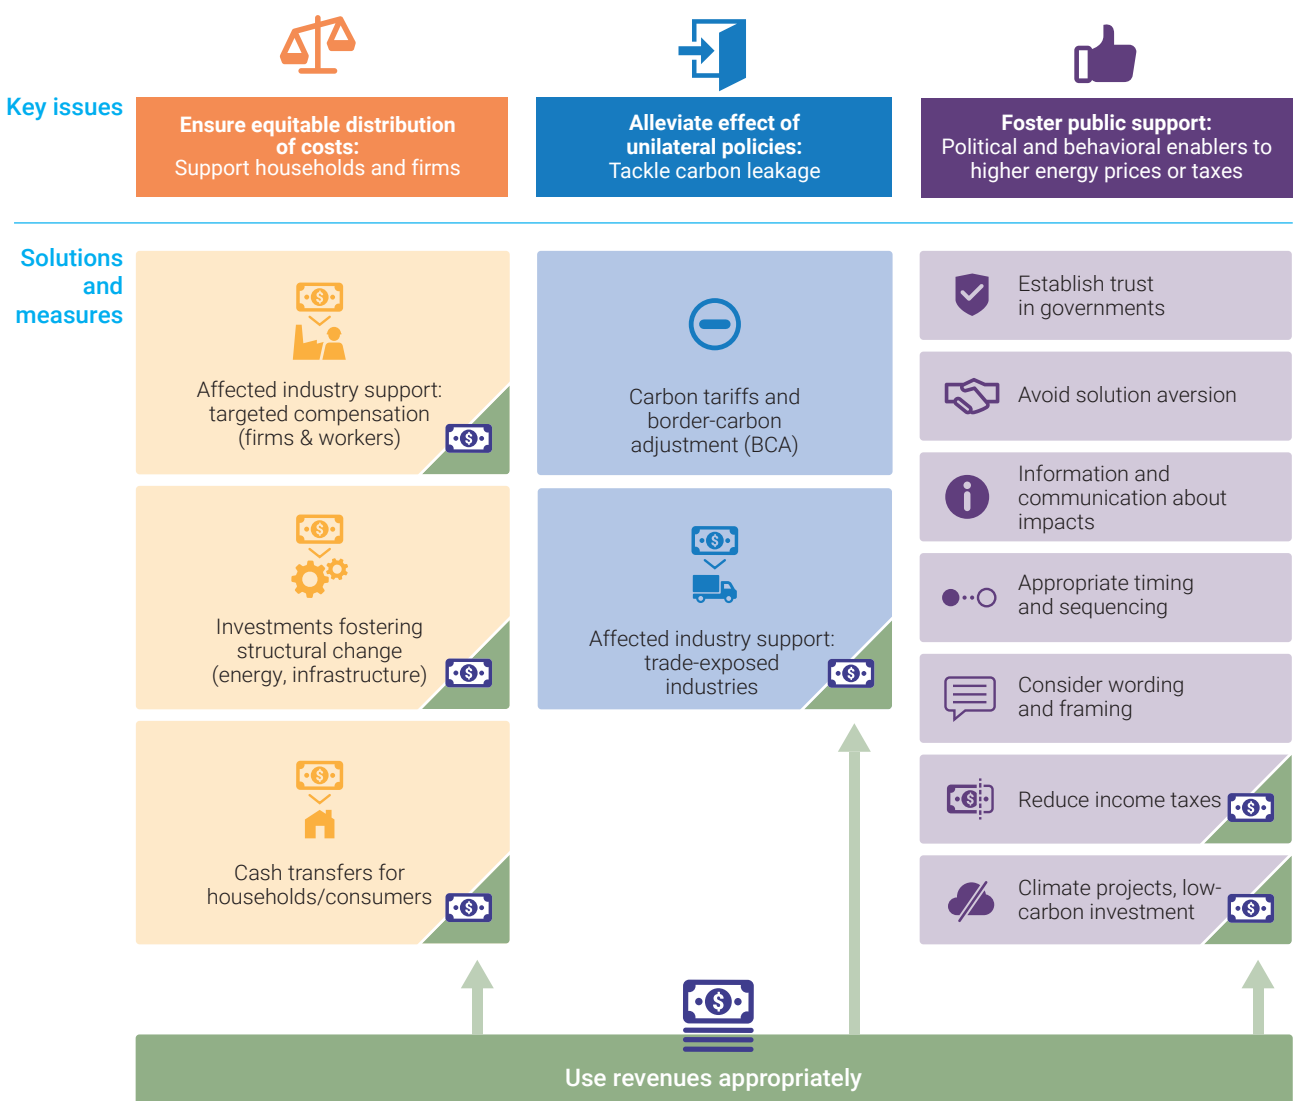 Key issues
Ensure equitable distribution
of costs:
Support households and firms
Alleviate effect of
unilateral policies:
Tackle carbon leakage
Foster public support:
Political and behavioral enablers to
higher energy prices or taxes
Solutions
and
measures
Affected industry support:
targeted compensation
(firms & workers)
Investments fostering
structural change
(energy, infrastructure)
Cash transfers for
households/consumers
Carbon tariffs and
border-carbon
adjustment (BCA)
Affected industry support:
trade-exposed
industries
Establish trust
in governments
Avoid solution aversion
Information and
communication about
impacts
Appropriate timing
and sequencing
Consider wording
and framing
Reduce income taxes
Climate projects, low-
carbon investment
Use revenues appropriately